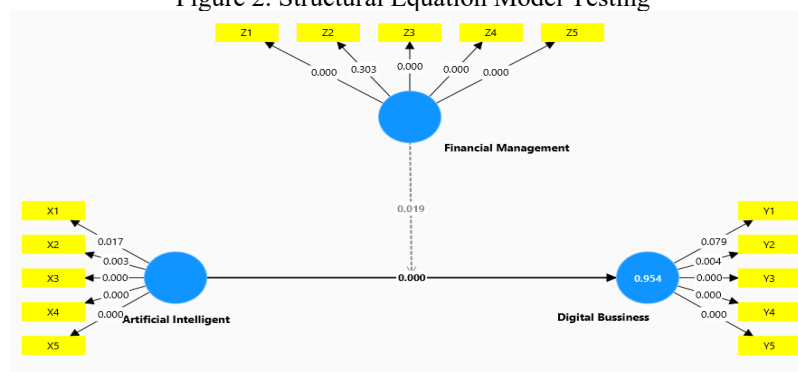 Figure 2. Structural Equation Model Testing
Z1 Z2 Z3 Z4 Z5
0.000 0.303 0.000 0.000 0.000
Financial Management
0.019
X1 Y1
0.017 0.079
X2 Y2
0.003 0.004
X3 0.000 0.000 0.954 0.000 Y3
0.000 0.000
X4 Y4
0.000 0.000
Artificial Intelligent Digital Bussiness
X5 Y5